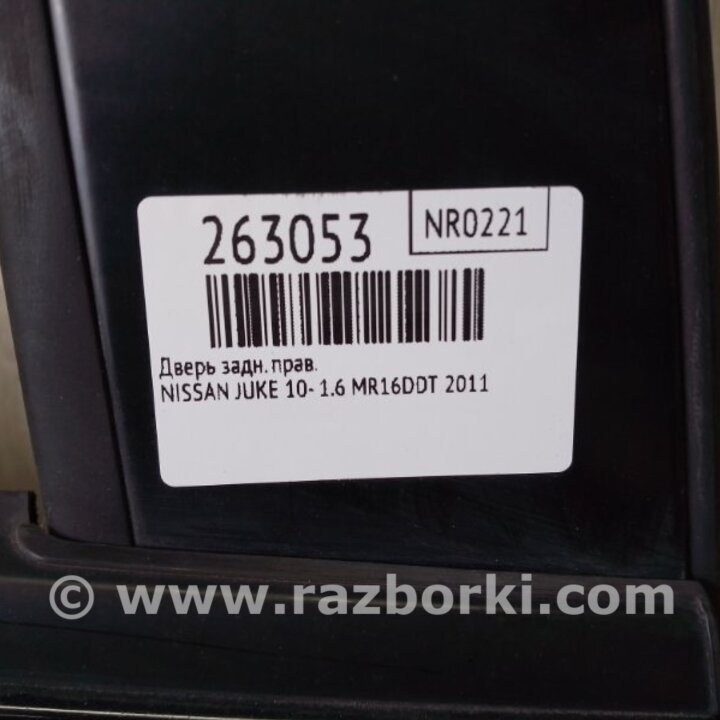 263053
NR0221
Дверь задн. прав.
NISSAN JUKE 10- 1.6 MR16DDT 2011
© www.razborki.com